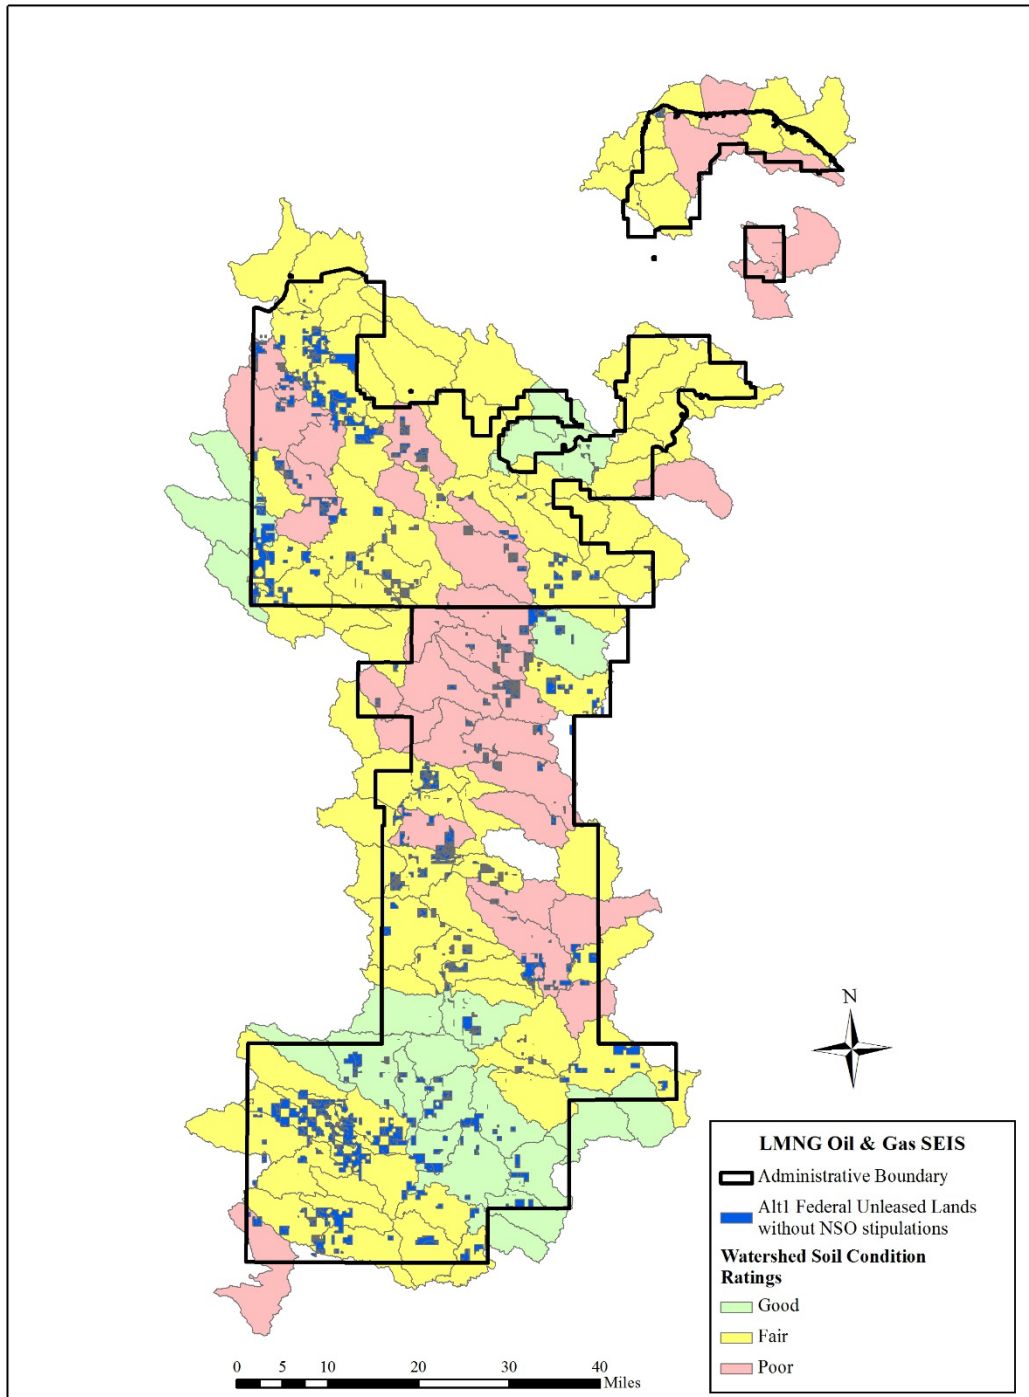 N
LMNG Oil & Gas SEIS
Administrative Boundary
Alt1 Federal Unleased Lands
without NSO stipulations
Watershed Soil Condition
Ratings
Good
Fair
Poor
0 5 10 20 30 40
Miles